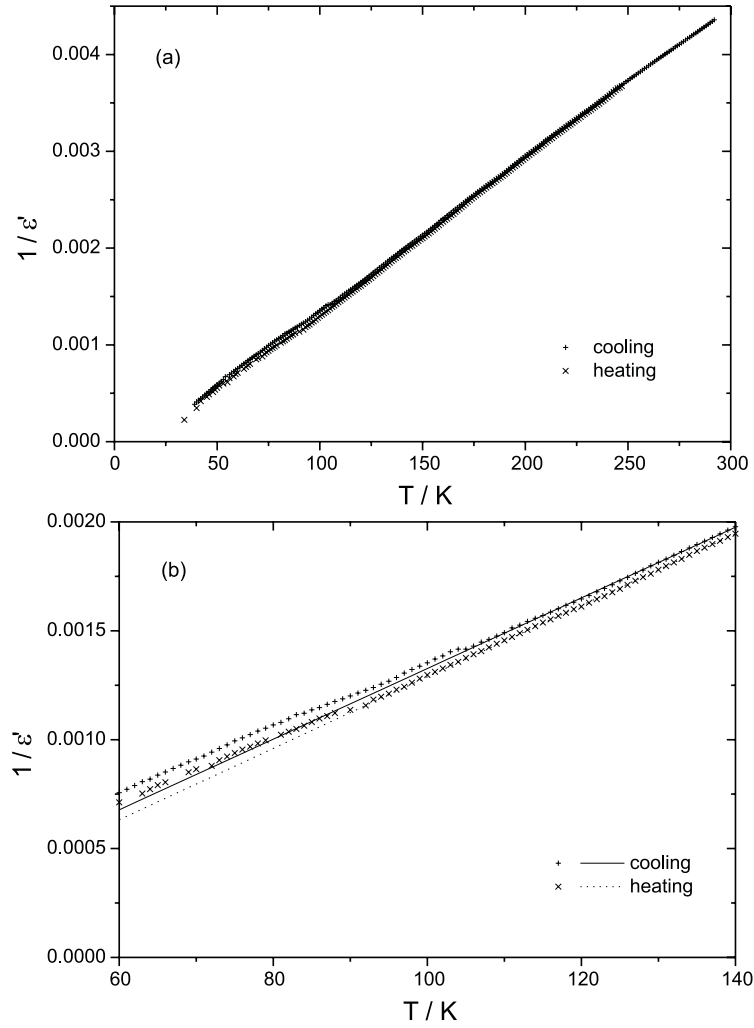 (a)
0.004
0.003
0.002
0.001
0.000
1 / ε'
+ cooling
× heating
0 50 100 150 200 250 300
T / K
(b)
0.0020
0.0015
0.0010
0.0005
0.0000
1 / ε'
+ cooling
× heating
60 80 100 120 140
T / K